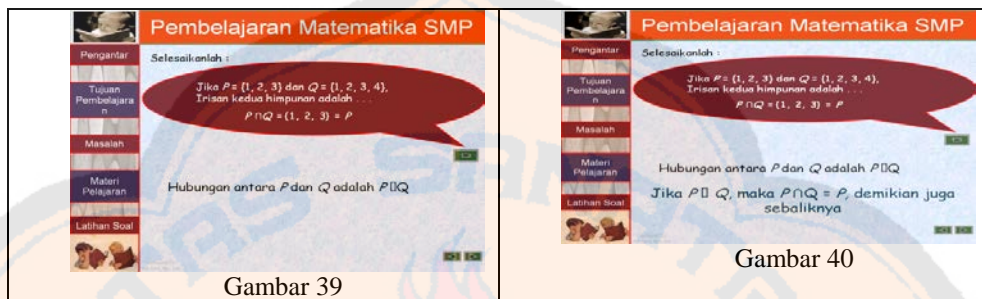 Pembelajaran Matematika SMP
Pengantar
Tujuan
Pembelajara
n
Masalah
Materi
Pelajaran
Latihan Soal
Selesaikanlah :
Jika P = {1, 2, 3} dan Q = {1, 2, 3, 4},
Irisan kedua himpunan adalah . . .
P∩Q = {1, 2, 3} = P
Hubungan antara P dan Q adalah P▯Q
Gambar 39
Pembelajaran Matematika SMP
Pengantar
Tujuan
Pembelajara
n
Masalah
Materi
Pelajaran
Latihan Soal
Selesaikanlah :
Jika P = {1, 2, 3} dan Q = {1, 2, 3, 4},
Irisan kedua himpunan adalah . . .
P∩Q = {1, 2, 3} = P
Hubungan antara P dan Q adalah P▯Q
Jika P▯ Q, maka P∩Q = P, demikian juga
sebaliknya
Gambar 40